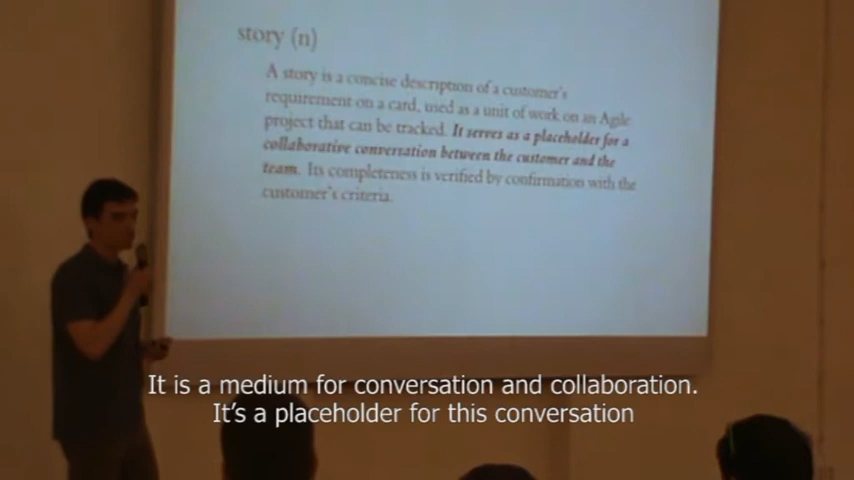 story (n)
A story is a concise description of a customer's
requirement on a card, used as a unit of work on an Agile
project that can be tracked. It serves as a placeholder for a
collaborative conversation between the customer and the
team. Its completeness is verified by confirmation with the
customer's criteria.
It is a medium for conversation and collaboration.
It's a placeholder for this conversation